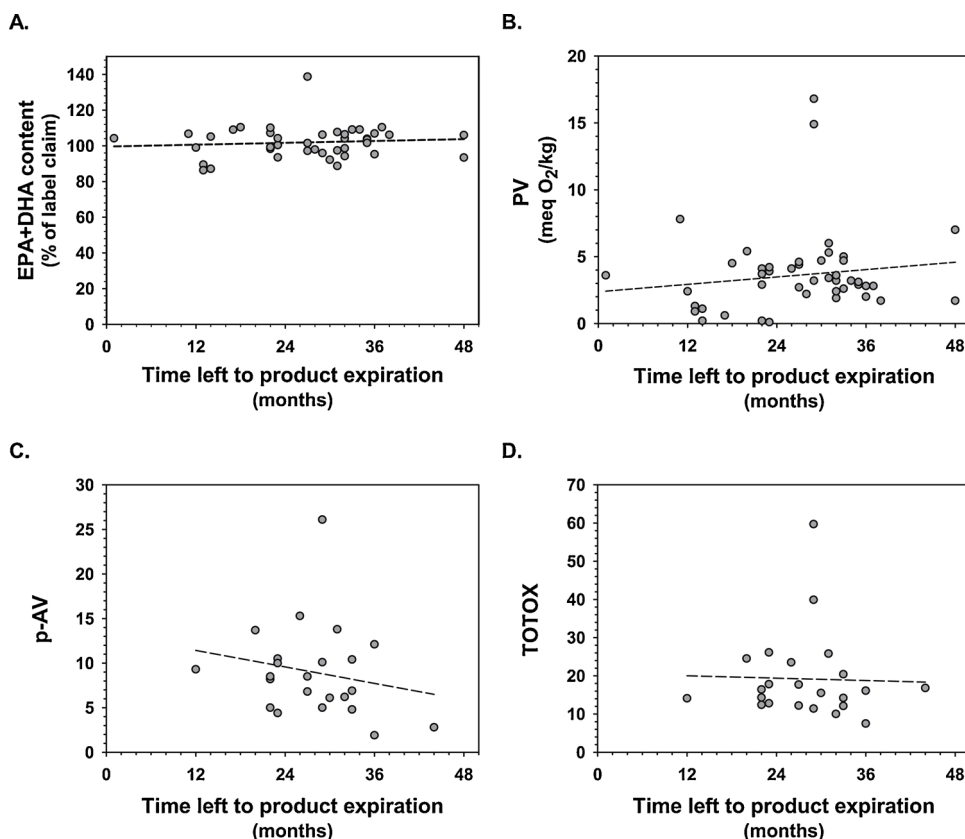 A.
EPA+DHA content
(% of label claim)
140
120
100
80
60
40
20
0
0 12 24 36 48
Time left to product expiration
(months)
B.
PV
(meq O₂/kg)
20
15
10
5
0
0 12 24 36 48
Time left to product expiration
(months)
C.
p-AV
30
25
20
15
10
5
0
0 12 24 36 48
Time left to product expiration
(months)
D.
TOTOX
70
60
50
40
30
20
10
0
0 12 24 36 48
Time left to product expiration
(months)